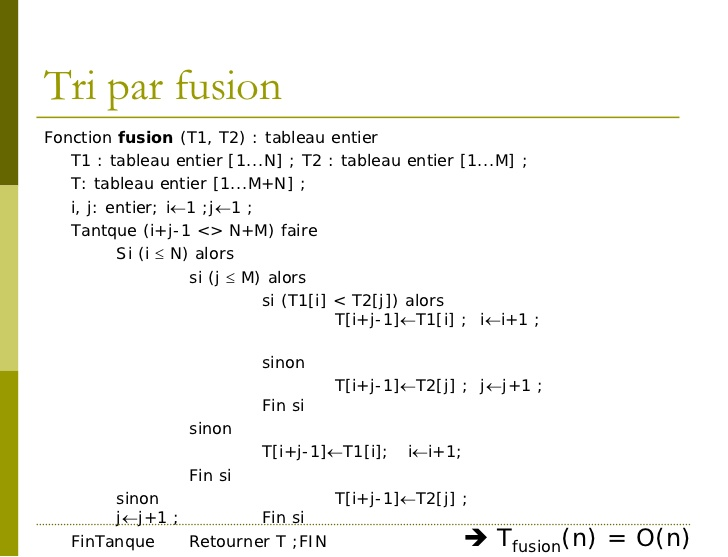 Tri par fusion
Fonction fusion (T1, T2) : tableau entier
T1 : tableau entier [1...N] ; T2 : tableau entier [1...M] ;
T: tableau entier [1...M+N] ;
i, j: entier; i←1 ;j←1 ;
Tantque (i+j-1 <> N+M) faire
Si (i ≤ N) alors
si (j ≤ M) alors
si (T1[i] < T2[j]) alors
T[i+j-1]←T1[i] ; i←i+1 ;
sinon
T[i+j-1]←T2[j] ; j←j+1 ;
Fin si
sinon
T[i+j-1]←T1[i]; i←i+1;
Fin si
sinon T[i+j-1]←T2[j] ;
j←j+1 ; Fin si
FinTanque Retourner T ;FIN
➔ Tfusion(n) = O(n)